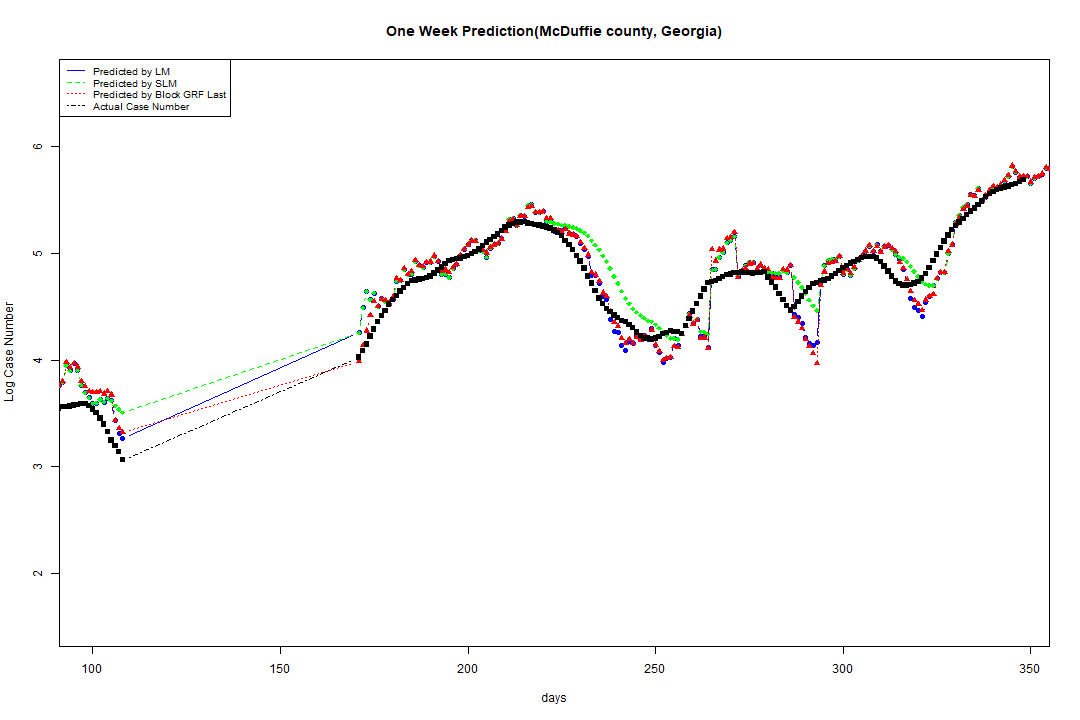 One Week Prediction(McDuffie county, Georgia)
Predicted by LM
Predicted by SLM
Predicted by Block GRF Last
Actual Case Number
6
5
4
3
2
Log Case Number
100 150 200 250 300 350
days